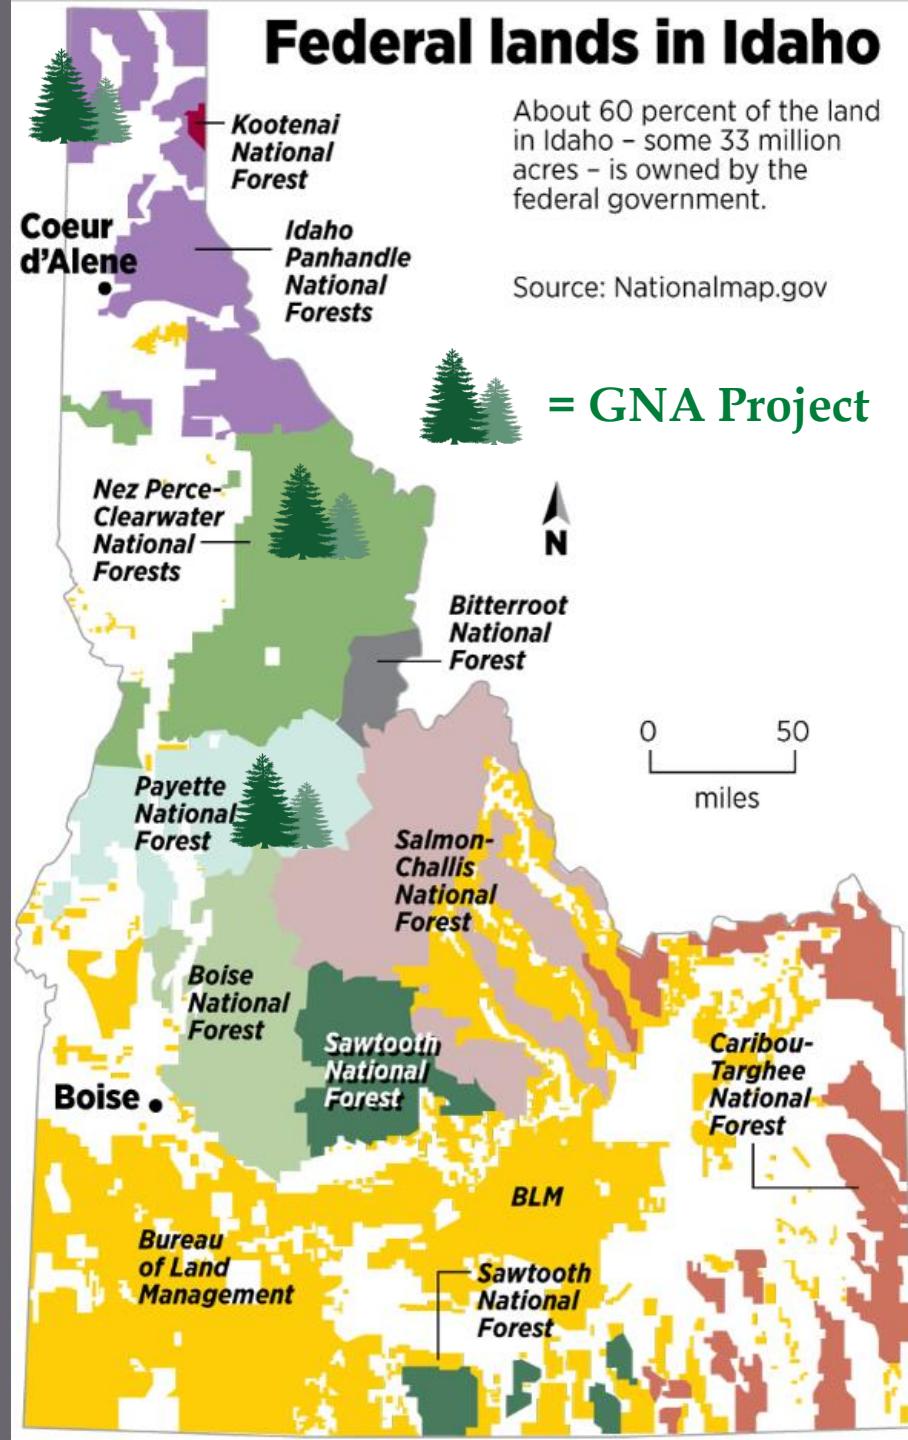 Federal lands in Idaho
About 60 percent of the land
in Idaho – some 33 million
acres – is owned by the
federal government.
Source: Nationalmap.gov
Kootenai
National
Forest
Coeur
d’Alene
Idaho
Panhandle
National
Forests
= GNA Project
Nez Perce-
Clearwater
National
Forests
N
Bitterroot
National
Forest
0 50
miles
Payette
National
Forest
Salmon-
Challis
National
Forest
Boise
National
Forest
Sawtooth
National
Forest
Caribou-
Targhee
National
Forest
Boise
BLM
Bureau
of Land
Management
Sawtooth
National
Forest